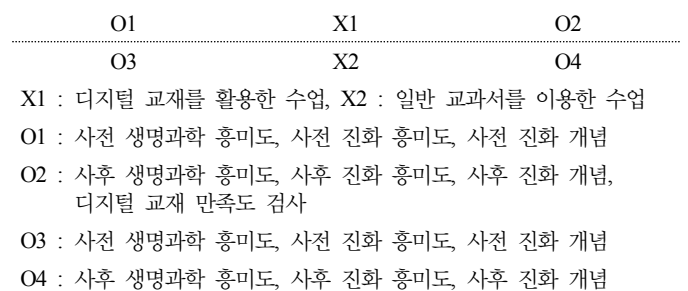 O1 X1 O2
O3 X2 O4
X1 : 디지털 교재를 활용한 수업, X2 : 일반 교과서를 이용한 수업
O1 : 사전 생명과학 흥미도, 사전 진화 흥미도, 사전 진화 개념
O2 : 사후 생명과학 흥미도, 사후 진화 흥미도, 사후 진화 개념,
디지털 교재 만족도 검사
O3 : 사전 생명과학 흥미도, 사전 진화 흥미도, 사전 진화 개념
O4 : 사후 생명과학 흥미도, 사후 진화 흥미도, 사후 진화 개념